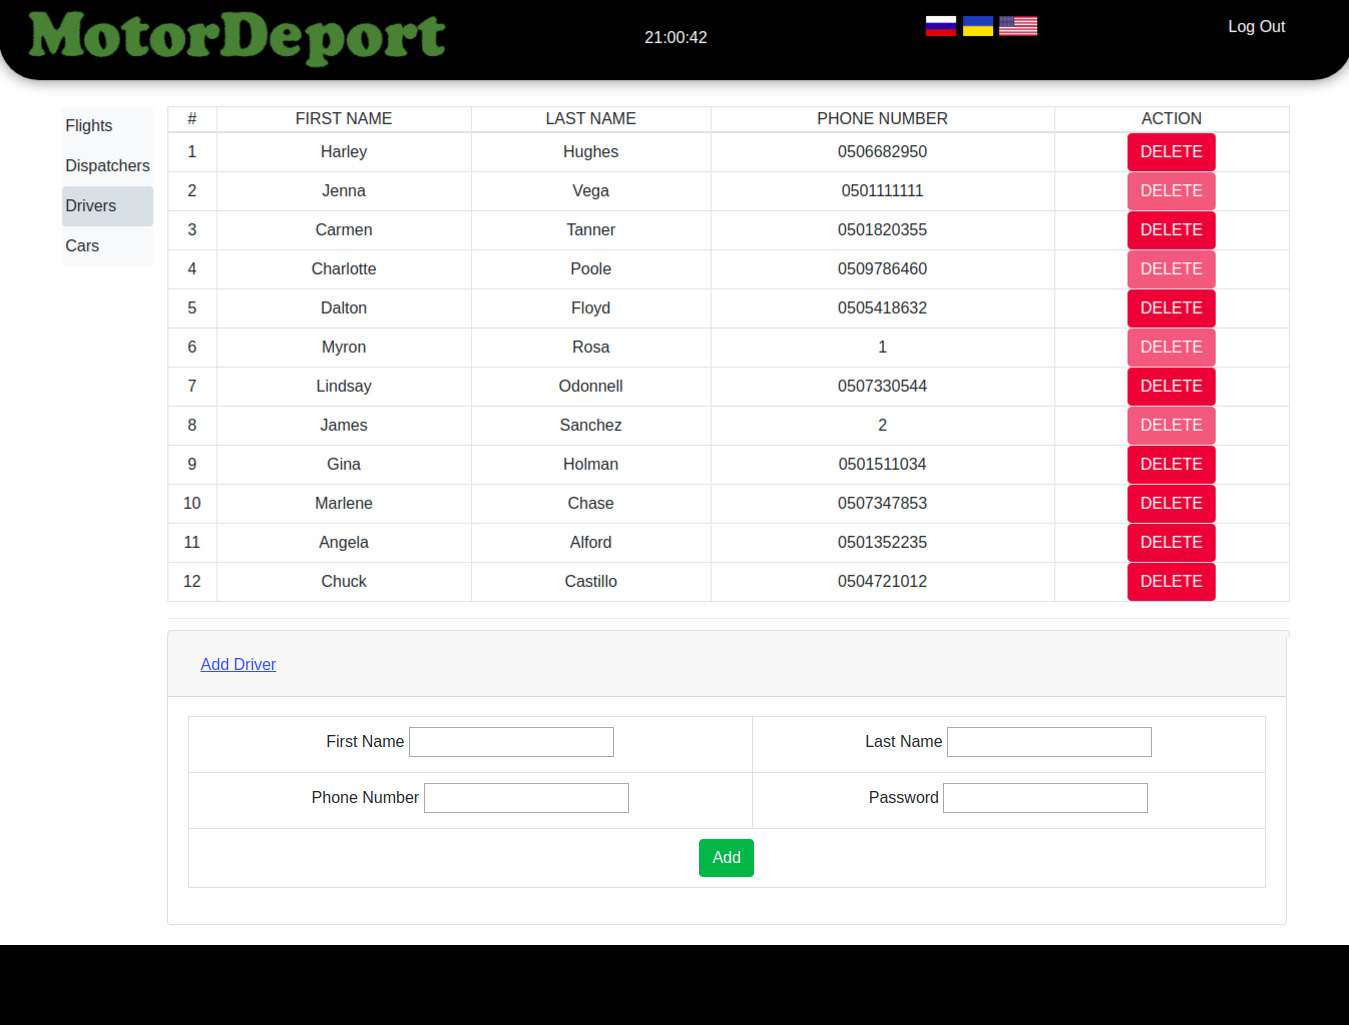 MotorDeport
21:00:42
Log Out
Flights
Dispatchers
Drivers
Cars
# FIRST NAME LAST NAME PHONE NUMBER ACTION
1 Harley Hughes 0506682950 DELETE
2 Jenna Vega 0501111111 DELETE
3 Carmen Tanner 0501820355 DELETE
4 Charlotte Poole 0509786460 DELETE
5 Dalton Floyd 0505418632 DELETE
6 Myron Rosa 1 DELETE
7 Lindsay Odonnell 0507330544 DELETE
8 James Sanchez 2 DELETE
9 Gina Holman 0501511034 DELETE
10 Marlene Chase 0507347853 DELETE
11 Angela Alford 0501352235 DELETE
12 Chuck Castillo 0504721012 DELETE
Add Driver
First Name Last Name
Phone Number Password
Add